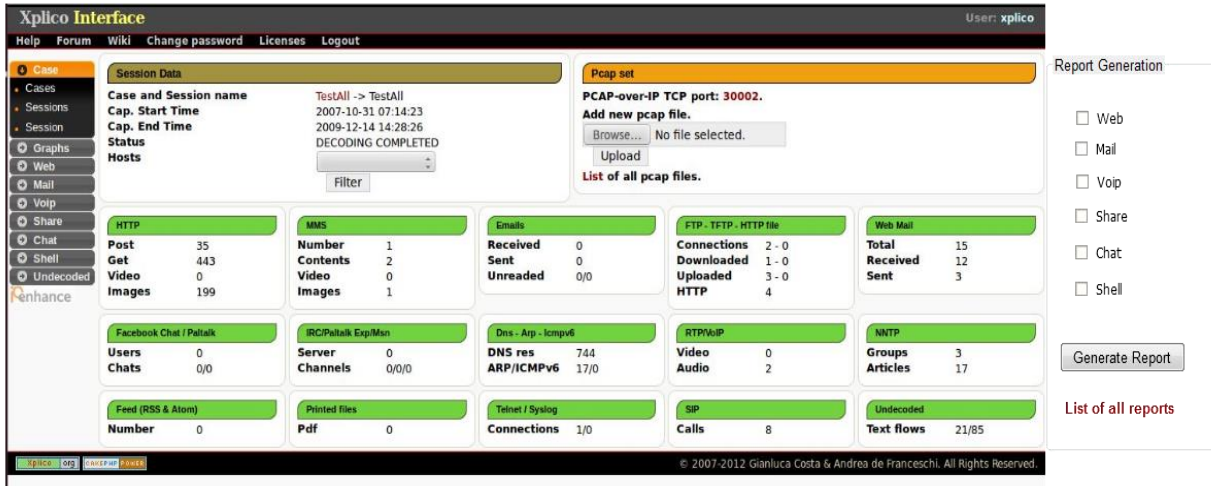 Xplico Interface
User: xplico
Help Forum Wiki Change password Licenses Logout
Case
Cases
Sessions
Session
Graphs
Web
Mail
Voip
Share
Chat
Shell
Undecoded
enhance
Session Data
Case and Session name TestAll -> TestAll
Cap. Start Time 2007-10-31 07:14:23
Cap. End Time 2009-12-14 14:28:26
Status DECODING COMPLETED
Hosts
Filter
Pcap set
PCAP-over-IP TCP port: 30002.
Add new pcap file.
Browse... No file selected.
Upload
List of all pcap files.
HTTP
Post 35
Get 443
Video 0
Images 199
MMS
Number 1
Contents 2
Video 0
Images 1
Emails
Received 0
Sent 0
Unreaded 0/0
FTP - TFTP - HTTP file
Connections 2 - 0
Downloaded 1 - 0
Uploaded 3 - 0
HTTP 4
Web Mail
Total 15
Received 12
Sent 3
Facebook Chat / Paltalk
Users 0
Chats 0/0
IRC/Paltalk Exp/Msn
Server 0
Channels 0/0/0
Dns - Arp - Icmpv6
DNS res 744
ARP/ICMPv6 17/0
RTP/VoIP
Video 0
Audio 2
NNTP
Groups 3
Articles 17
Feed (RSS & Atom)
Number 0
Printed files
Pdf 0
Telnet / Syslog
Connections 1/0
SIP
Calls 8
Undecoded
Text flows 21/85
Xplico org CAKEPHP POWER
© 2007-2012 Gianluca Costa & Andrea de Franceschi. All Rights Reserved.
Report Generation
Web
Mail
Voip
Share
Chat
Shell
Generate Report
List of all reports